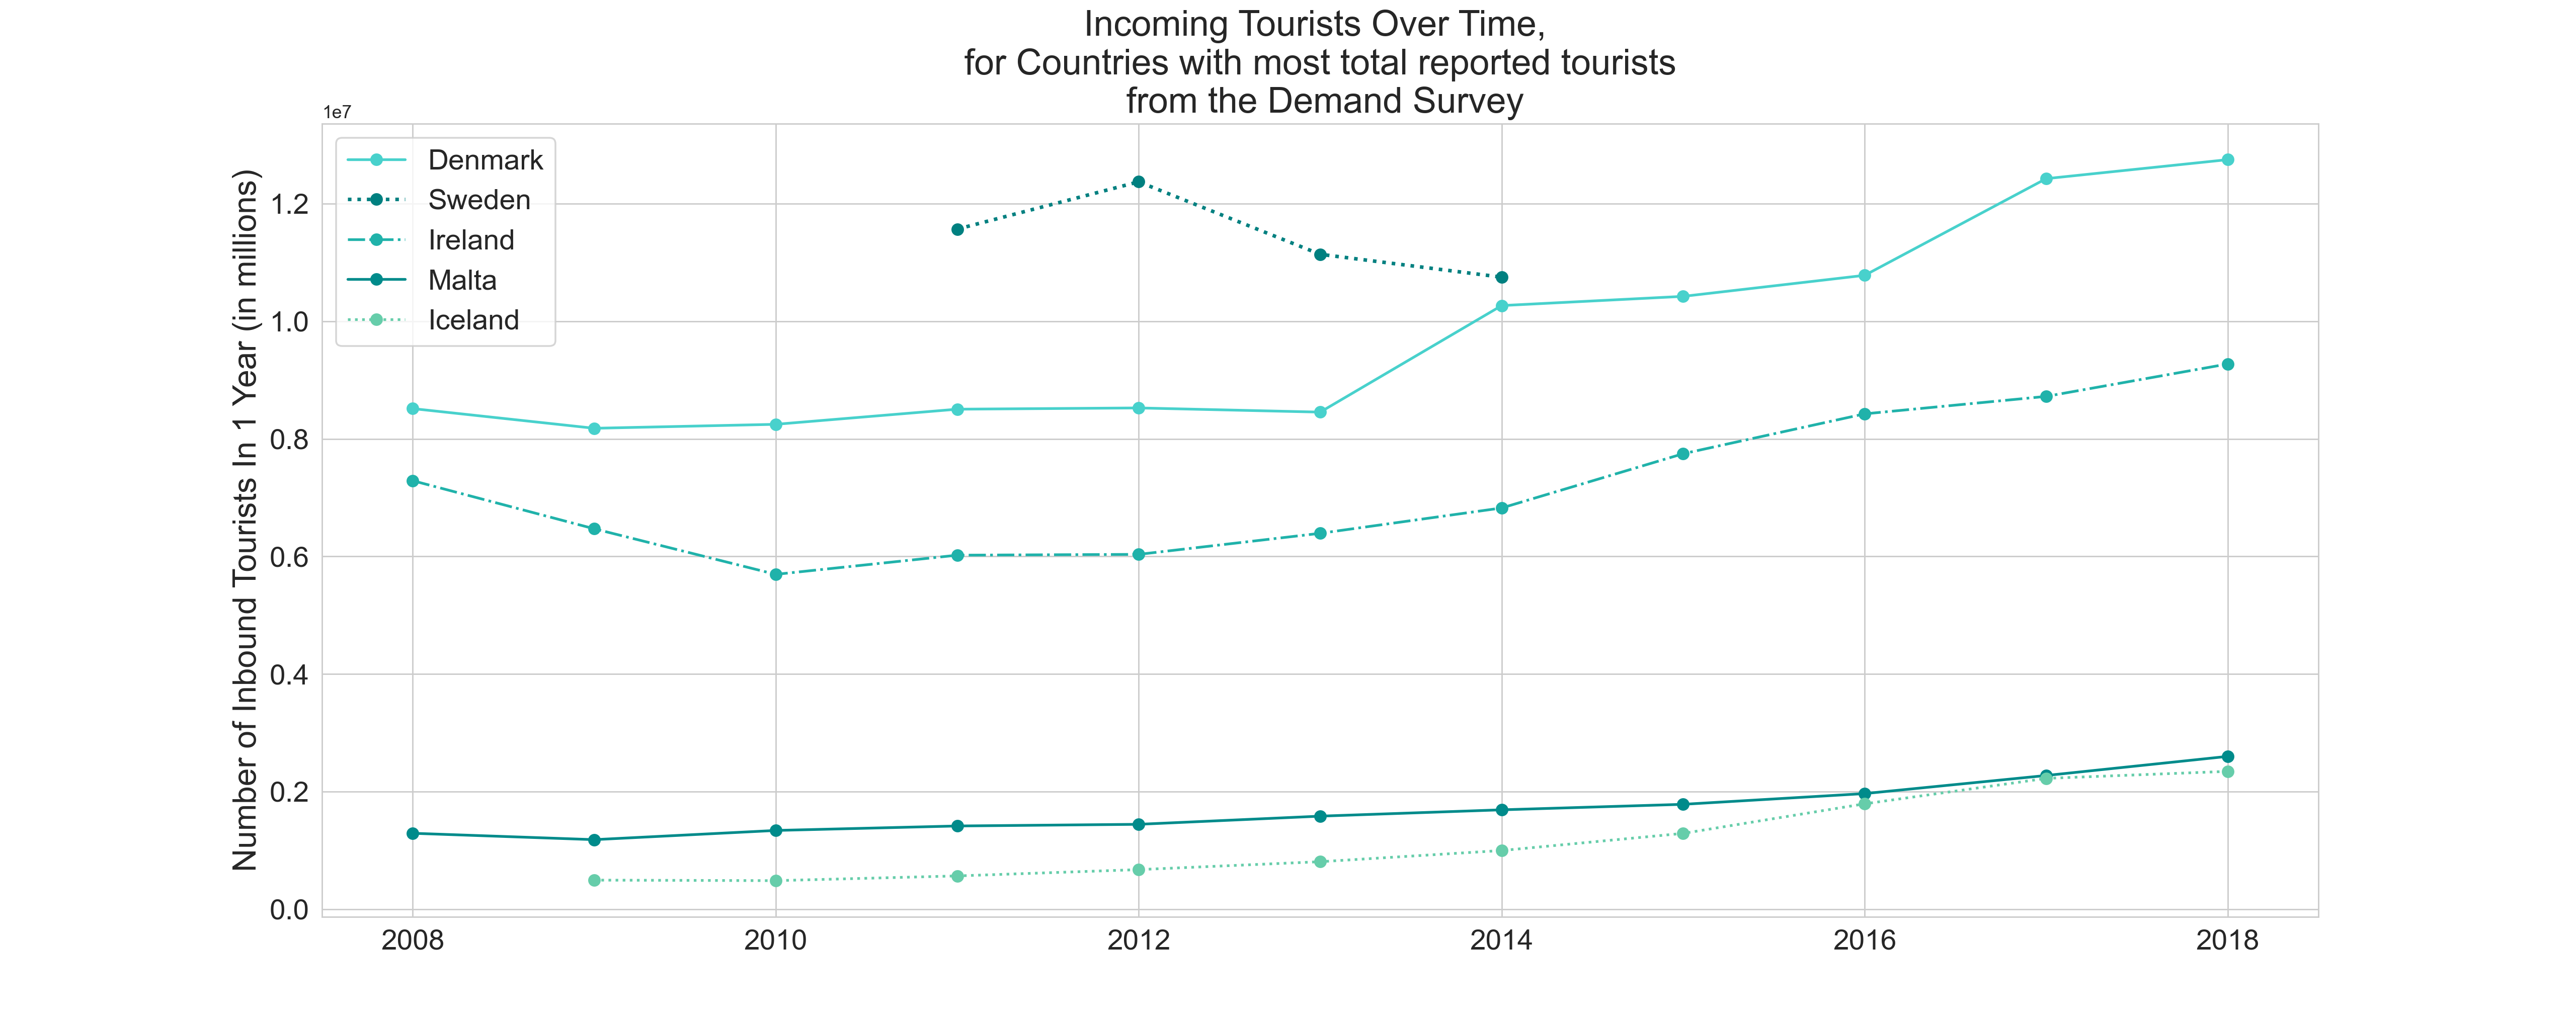 Incoming Tourists Over Time,
for Countries with most total reported tourists
from the Demand Survey
1e7
Denmark
Sweden
Ireland
Malta
Iceland
Number of Inbound Tourists In 1 Year (in millions)
1.2
1.0
0.8
0.6
0.4
0.2
0.0
2008 2010 2012 2014 2016 2018